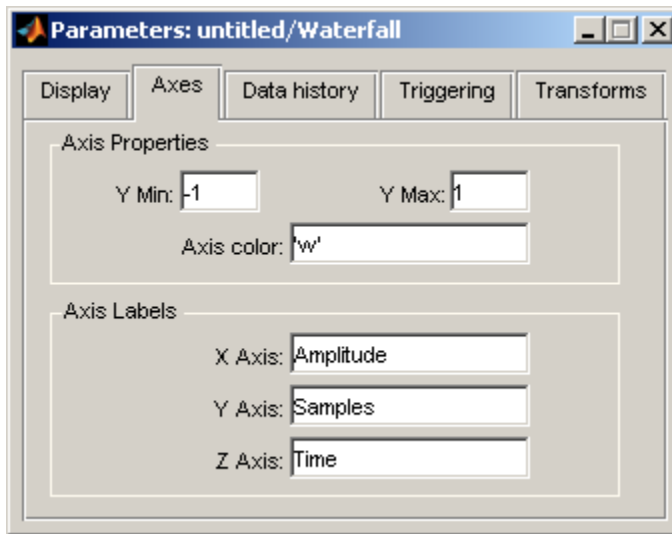 Parameters: untitled/Waterfall
Display Axes Data history Triggering Transforms
Axis Properties
Y Min: -1 Y Max: 1
Axis color: 'w'
Axis Labels
X Axis: Amplitude
Y Axis: Samples
Z Axis: Time